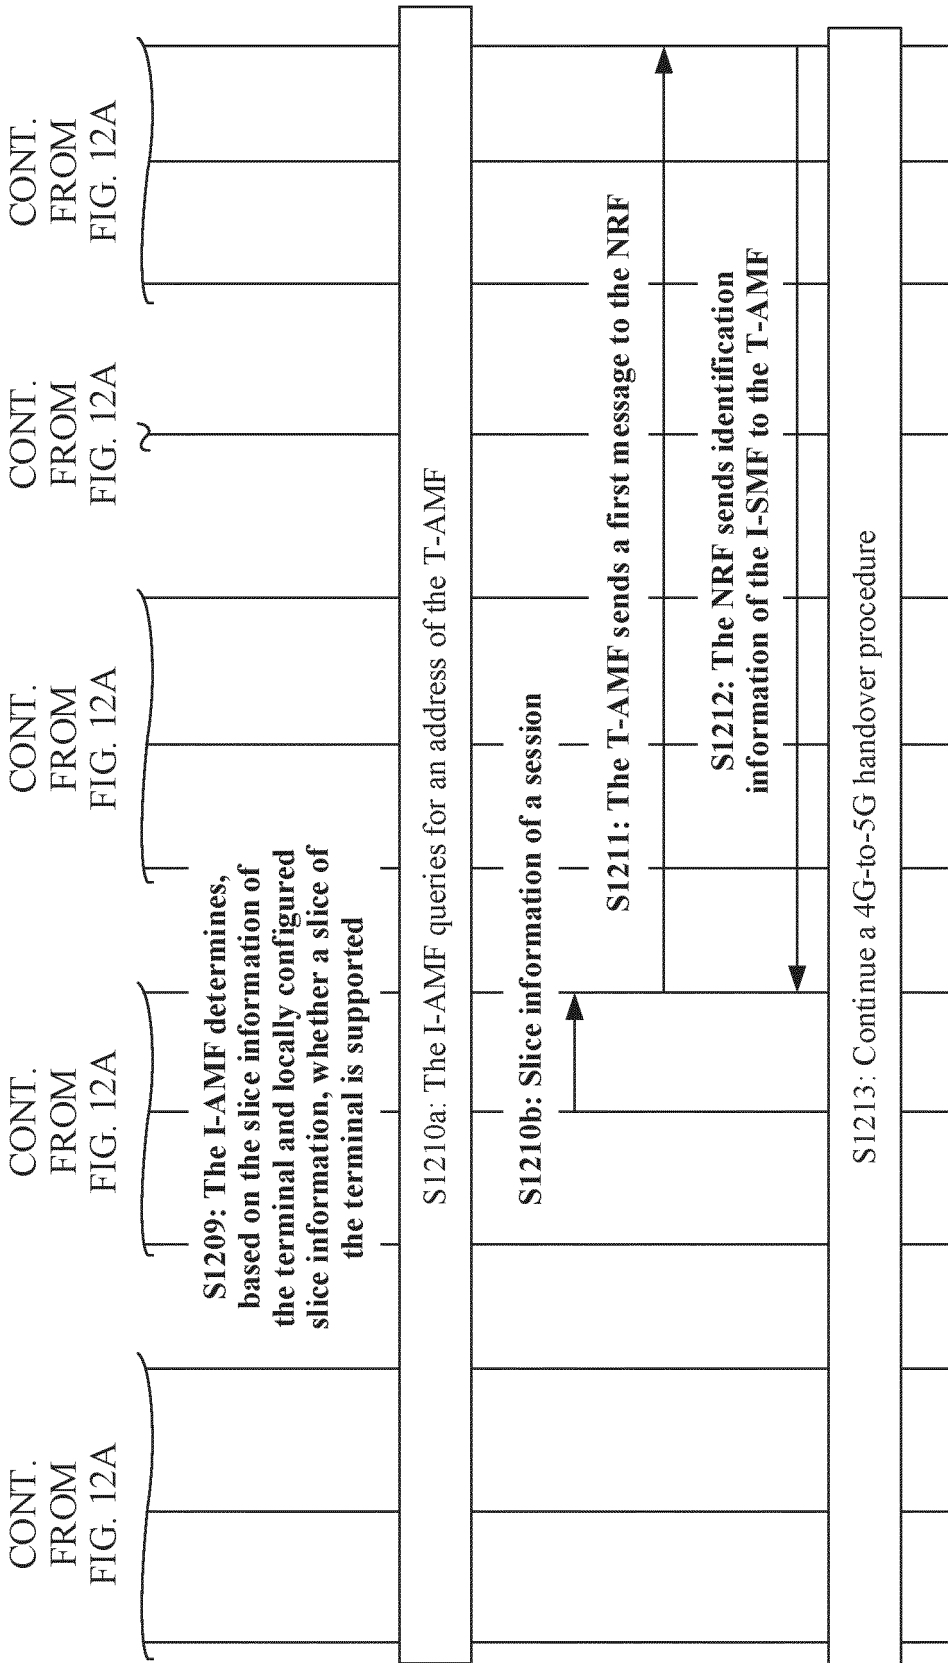 CONT.
FROM
FIG. 12A
CONT.
FROM
FIG. 12A
CONT.
FROM
FIG. 12A
CONT.
FROM
FIG. 12A
CONT.
FROM
FIG. 12A
S1209: The I-AMF determines,
based on the slice information of
the terminal and locally configured
slice information, whether a slice of
the terminal is supported
S1210a: The I-AMF queries for an address of the T-AMF
S1210b: Slice information of a session
S1211: The T-AMF sends a first message to the NRF
S1212: The NRF sends identification
information of the I-SMF to the T-AMF
S1213: Continue a 4G-to-5G handover procedure